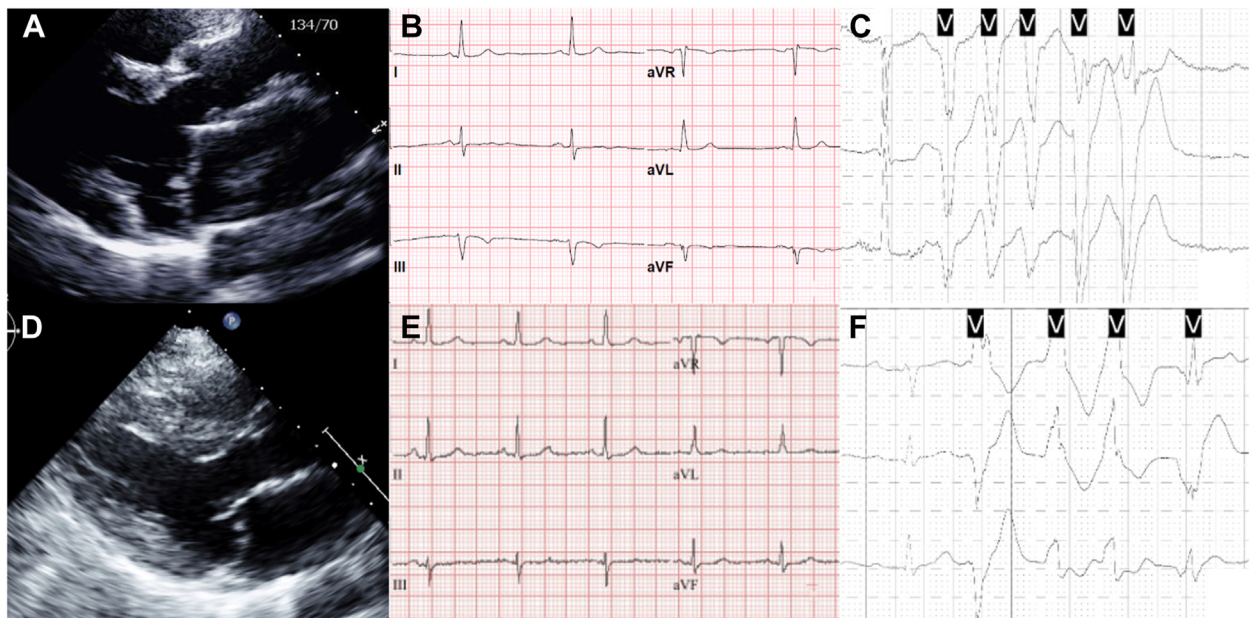 A
134/70
B
I
aVR
II
aVL
III
aVF
C
V V V V V
D
P
E
I
aVR
II
aVL
III
aVF
F
V V V V